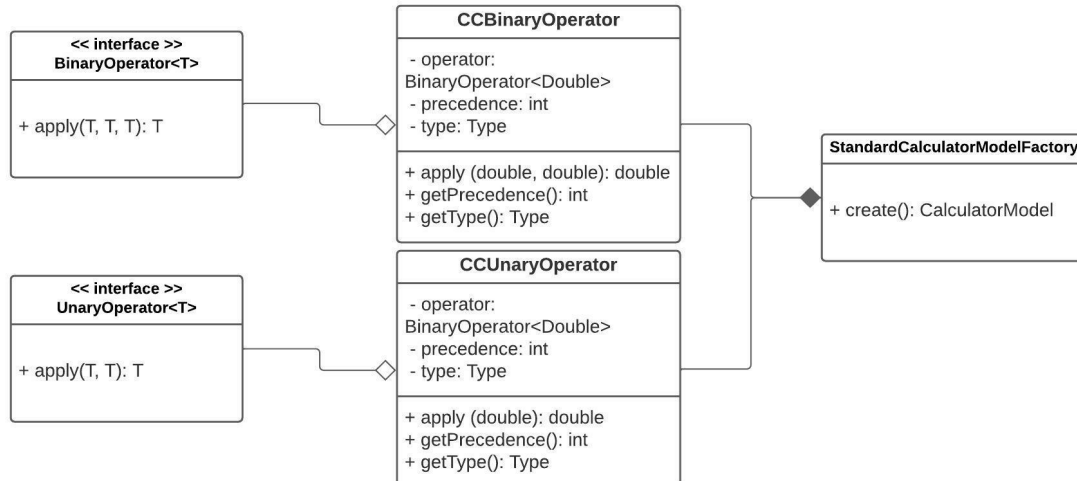 << interface >>
BinaryOperator<T>
+ apply(T, T, T): T
CCBinaryOperator
- operator:
BinaryOperator<Double>
- precedence: int
- type: Type
+ apply (double, double): double
+ getPrecedence(): int
+ getType(): Type
<< interface >>
UnaryOperator<T>
+ apply(T, T): T
CCUnaryOperator
- operator:
BinaryOperator<Double>
- precedence: int
- type: Type
+ apply (double): double
+ getPrecedence(): int
+ getType(): Type
StandardCalculatorModelFactory
+ create(): CalculatorModel